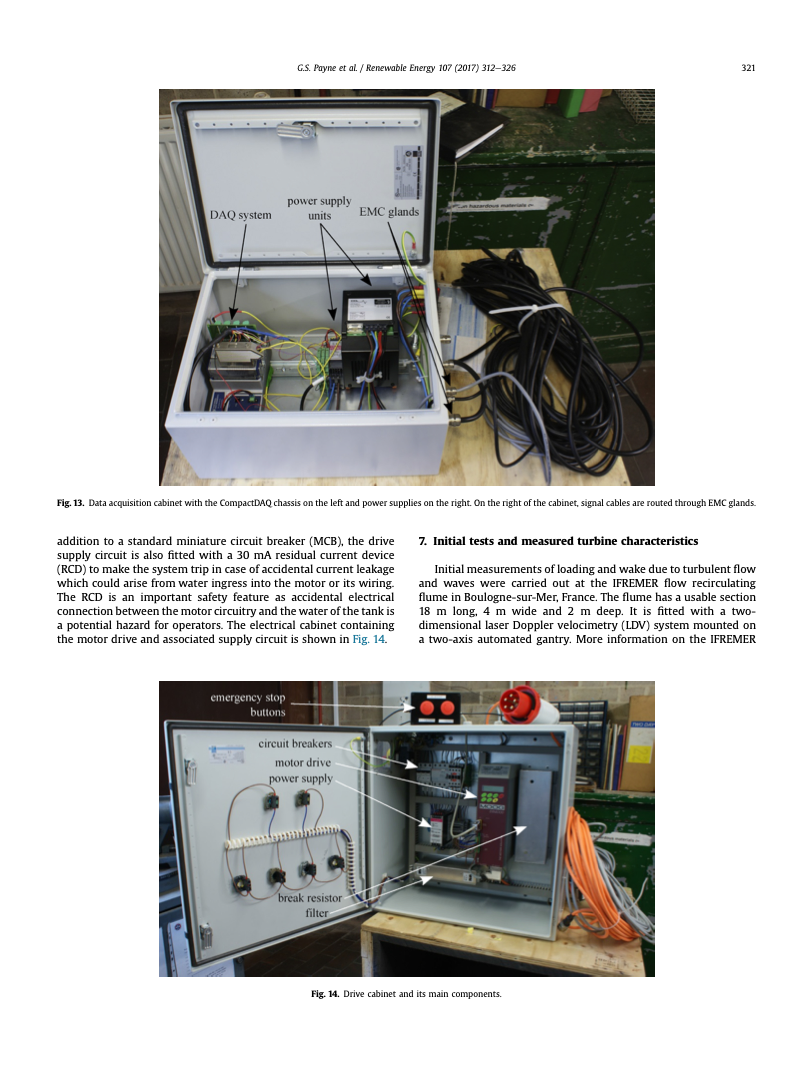 G.S. Payne et al. / Renewable Energy 107 (2017) 312–326
321
DAQ system
power supply
units
EMC glands
hazardous materials in
Fig. 13. Data acquisition cabinet with the CompactDAQ chassis on the left and power supplies on the right. On the right of the cabinet, signal cables are routed through EMC glands.
addition to a standard miniature circuit breaker (MCB), the drive
supply circuit is also fitted with a 30 mA residual current device
(RCD) to make the system trip in case of accidental current leakage
which could arise from water ingress into the motor or its wiring.
The RCD is an important safety feature as accidental electrical
connection between the motor circuitry and the water of the tank is
a potential hazard for operators. The electrical cabinet containing
the motor drive and associated supply circuit is shown in Fig. 14.
7. Initial tests and measured turbine characteristics
Initial measurements of loading and wake due to turbulent flow
and waves were carried out at the IFREMER flow recirculating
flume in Boulogne-sur-Mer, France. The flume has a usable section
18 m long, 4 m wide and 2 m deep. It is fitted with a two-
dimensional laser Doppler velocimetry (LDV) system mounted on
a two-axis automated gantry. More information on the IFREMER
emergency stop
buttons
circuit breakers
motor drive
power supply
break resistor
filter
Fig. 14. Drive cabinet and its main components.